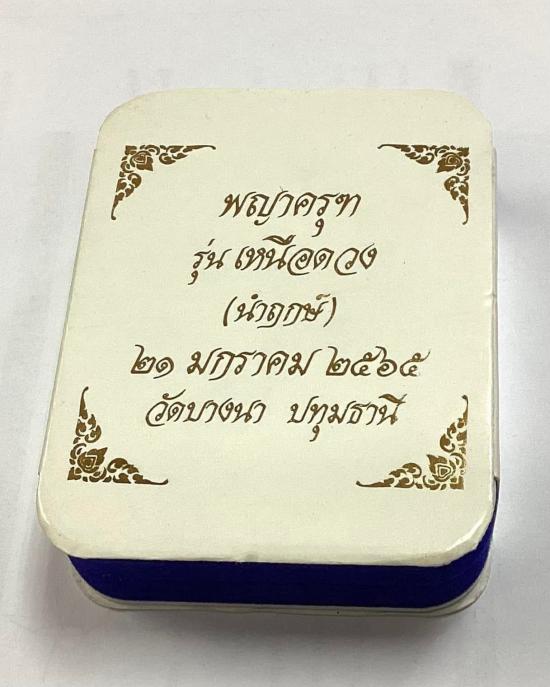 พญาครุฑ
รุ่น เหนือดวง
(นำฤกษ์)
๒๑ มกราคม ๒๕๖๕
วัดบางนา ปทุมธานี